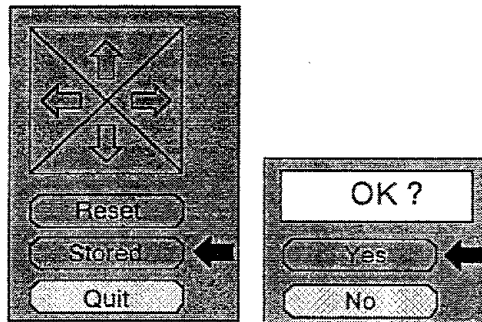 Reset
Stored
Quit
OK ?
Yes
No